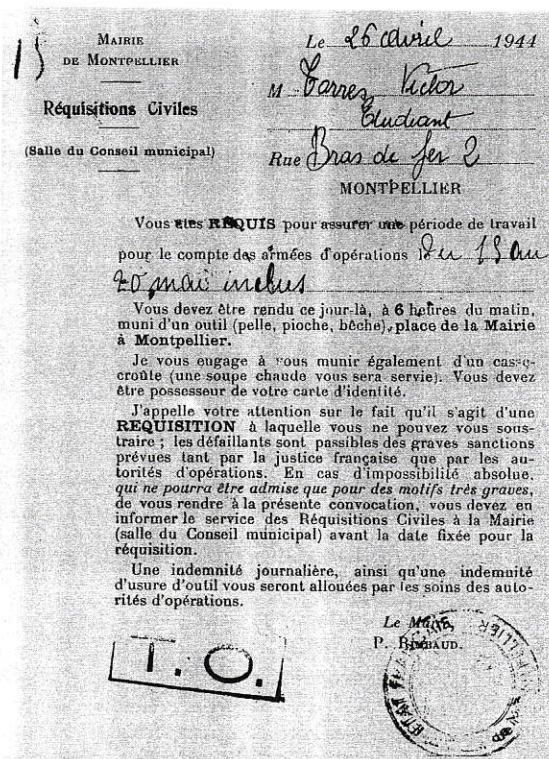 15
MAIRIE
DE MONTPELLIER
Réquisitions Civiles
(Salle du Conseil municipal)
Le 26 avril 1944
M Tarres Victor
Etudiant
Rue Bras de fer 2
MONTPELLIER
Vous êtes REQUIS pour assurer une période de travail
pour le compte des armées d'opérations du 15 au
20 mai inclus
Vous devez être rendu ce jour-là, à 6 heures du matin,
muni d'un outil (pelle, pioche, bêche), place de la Mairie
à Montpellier.
Je vous engage à vous munir également d'un casse-
croûte (une soupe chaude vous sera servie). Vous devez
être possesseur de votre carte d'identité.
J'appelle votre attention sur le fait qu'il s'agit d'une
REQUISITION à laquelle vous ne pouvez vous sous-
traire ; les défaillants sont passibles des graves sanctions
prévues tant par la justice française que par les au-
torités d'opérations. En cas d'impossibilité absolue,
qui ne pourra être admise que pour des motifs très graves,
de vous rendre à la présente convocation, vous devez en
informer le service des Réquisitions Civiles à la Mairie
(salle du Conseil municipal) avant la date fixée pour la
réquisition.
Une indemnité journalière, ainsi qu'une indemnité
d'usure d'outil vous seront allouées par les soins des auto-
rités d'opérations.
Le Maire,
P. RIMBAUD.
T. O.
ETAT FRANÇAIS